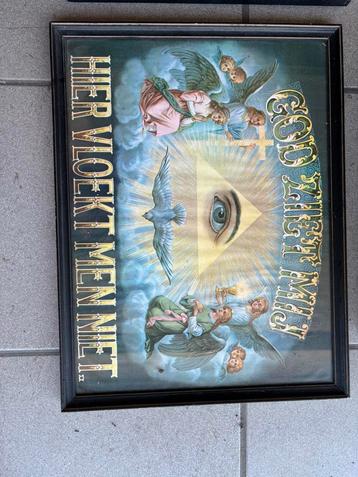 GOD ZIET MIJ
HIER VLOEKT MEN NIET.